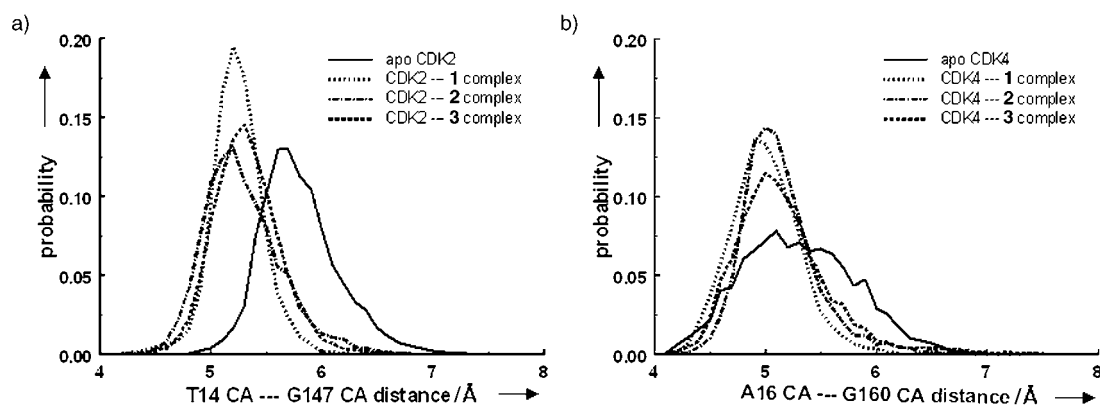 a)
0.20
0.15
0.10
0.05
0.00
probability
apo CDK2
CDK2 --- 1 complex
CDK2 --- 2 complex
CDK2 --- 3 complex
4 5 6 7 8
T14 CA --- G147 CA distance/Å
b)
0.20
0.15
0.10
0.05
0.00
probability
apo CDK4
CDK4 --- 1 complex
CDK4 --- 2 complex
CDK4 --- 3 complex
4 5 6 7 8
A16 CA --- G160 CA distance/Å